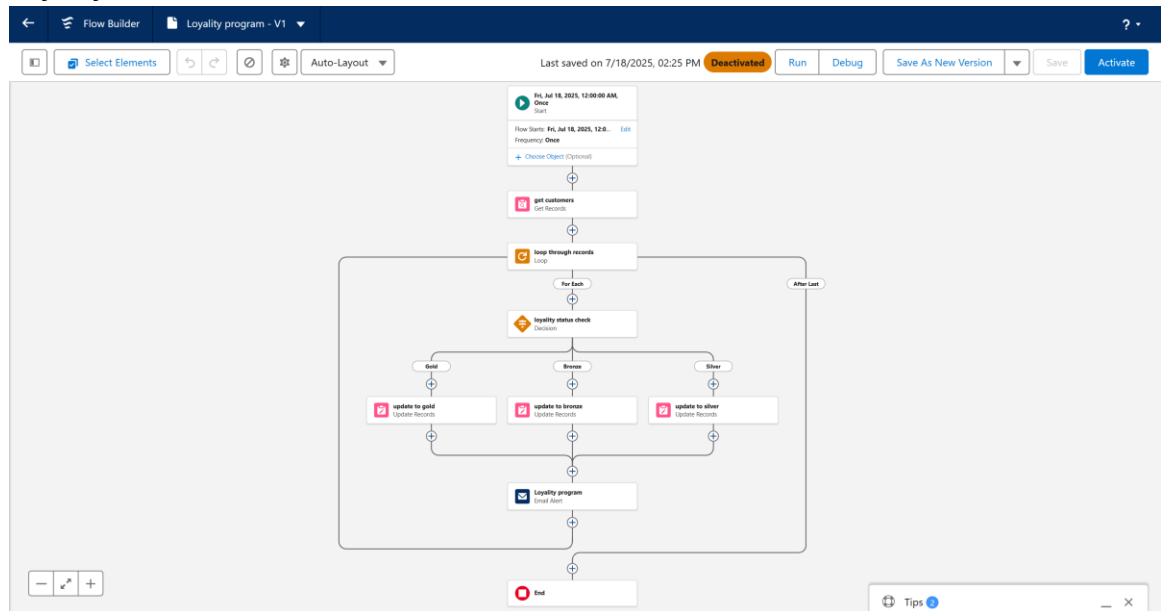 Flow Builder
Loyality program - V1
?
Select Elements
Auto-Layout
Last saved on 7/18/2025, 02:25 PM
Deactivated
Run
Debug
Save As New Version
Save
Activate
Fri, Jul 18, 2025, 12:00:00 AM,
Once
Start
Flow Starts: Fri, Jul 18, 2025, 12:0... Edit
Frequency: Once
+ Choose Object (Optional)
get customers
Get Records
loop through records
Loop
For Each
After Last
loyality status check
Decision
Gold
Bronze
Silver
update to gold
Update Records
update to bronze
Update Records
update to silver
Update Records
Loyality program
Email Alert
End
Tips 2